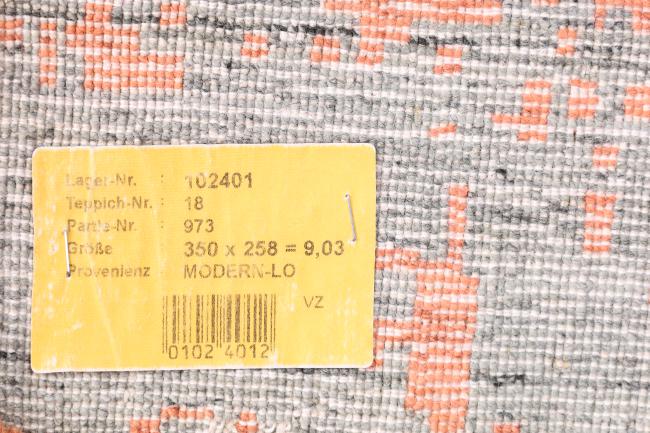 Lager-Nr. : 102401
Teppich-Nr. : 18
Partie-Nr. : 973
Größe : 350 x 258 = 9,03
Provenienz : MODERN-LO
VZ
0102 4012